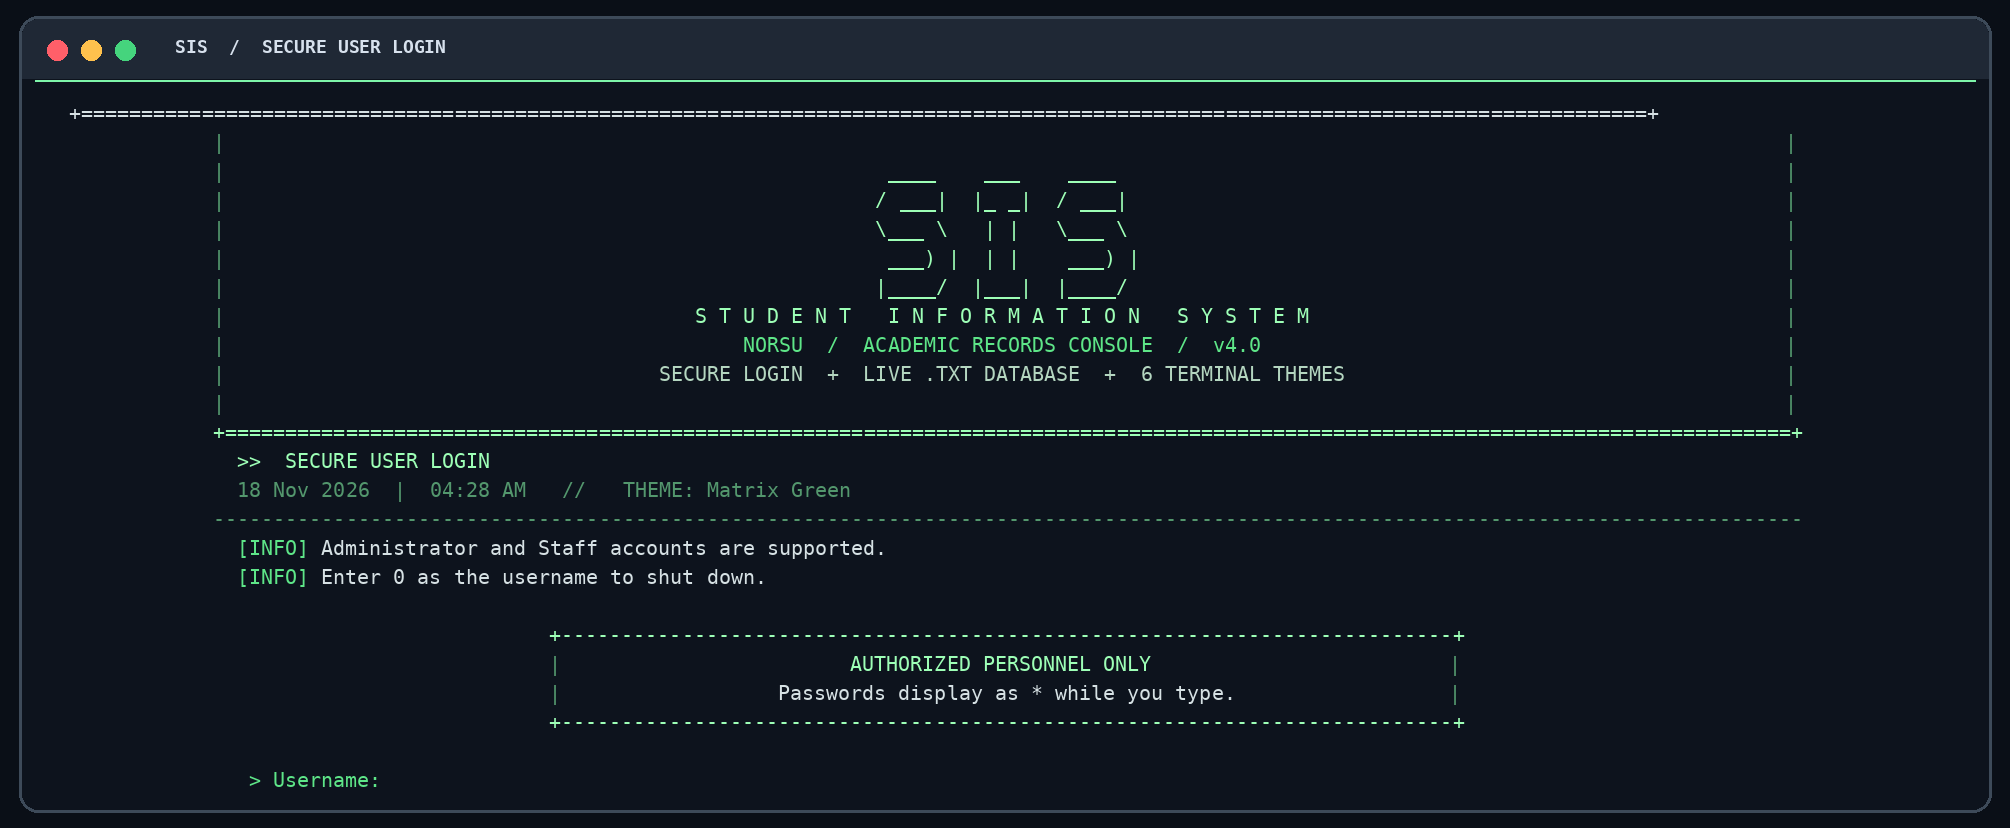 SIS / SECURE USER LOGIN
SIS
STUDENT INFORMATION SYSTEM
NORSU / ACADEMIC RECORDS CONSOLE / v4.0
SECURE LOGIN + LIVE .TXT DATABASE + 6 TERMINAL THEMES
>> SECURE USER LOGIN
18 Nov 2026 | 04:28 AM // THEME: Matrix Green
[INFO] Administrator and Staff accounts are supported.
[INFO] Enter 0 as the username to shut down.
AUTHORIZED PERSONNEL ONLY
Passwords display as * while you type.
> Username: